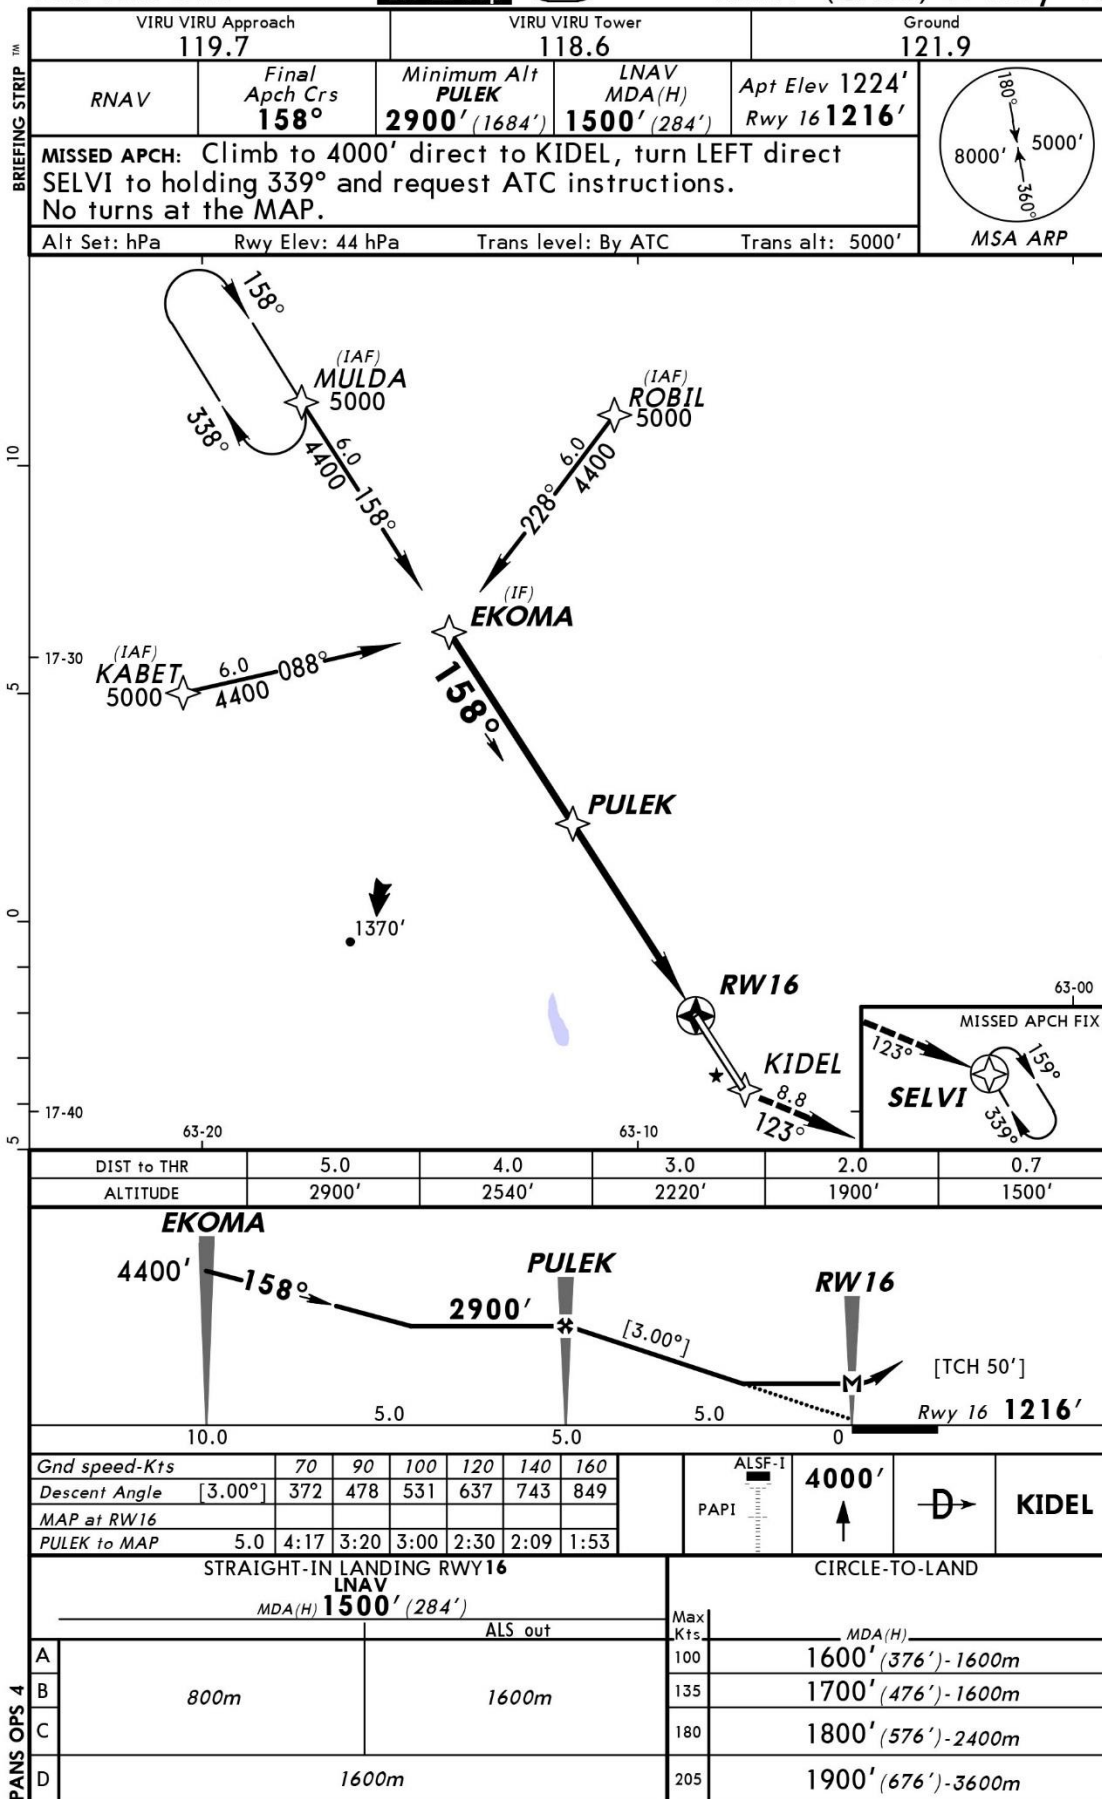 VIRU VIRU Approach
119.7
VIRU VIRU Tower
118.6
Ground
121.9
BRIEFING STRIP ™
RNAV
Final
Apch Crs
158°
Minimum Alt
PULEK
2900' (1684')
LNAV
MDA(H)
1500' (284')
Apt Elev 1224'
Rwy 16 1216'
180°
8000' 5000'
360°
MSA ARP
MISSED APCH: Climb to 4000' direct to KIDEL, turn LEFT direct
SELVI to holding 339° and request ATC instructions.
No turns at the MAP.
Alt Set: hPa Rwy Elev: 44 hPa Trans level: By ATC Trans alt: 5000'
158°
338°
(IAF)
MULDA
5000
6.0
4400
158°
(IAF)
ROBIL
5000
6.0
4400
228°
10
(IF)
EKOMA
17-30
(IAF)
KABET
5000
6.0
088°
4400
5
158°
PULEK
0
1370'
RW16
63-00
MISSED APCH FIX
123°
159°
SELVI
339°
KIDEL
8.8
123°
17-40
5
63-20
63-10
DIST to THR 5.0 4.0 3.0 2.0 0.7
ALTITUDE 2900' 2540' 2220' 1900' 1500'
EKOMA
4400'
158°
PULEK
2900'
[3.00°]
RW16
M
[TCH 50']
5.0 5.0
Rwy 16 1216'
10.0 5.0 0
Gnd speed-Kts 70 90 100 120 140 160
Descent Angle [3.00°] 372 478 531 637 743 849
MAP at RW16
PULEK to MAP 5.0 4:17 3:20 3:00 2:30 2:09 1:53
ALSF-I
PAPI
4000'
D
KIDEL
STRAIGHT-IN LANDING RWY16
LNAV
MDA(H) 1500' (284')
ALS out
CIRCLE-TO-LAND
Max
Kts
MDA(H)
A
B
C
D
800m
1600m
1600m
100 1600' (376')-1600m
135 1700' (476')-1600m
180 1800' (576')-2400m
205 1900' (676')-3600m
PANS OPS 4